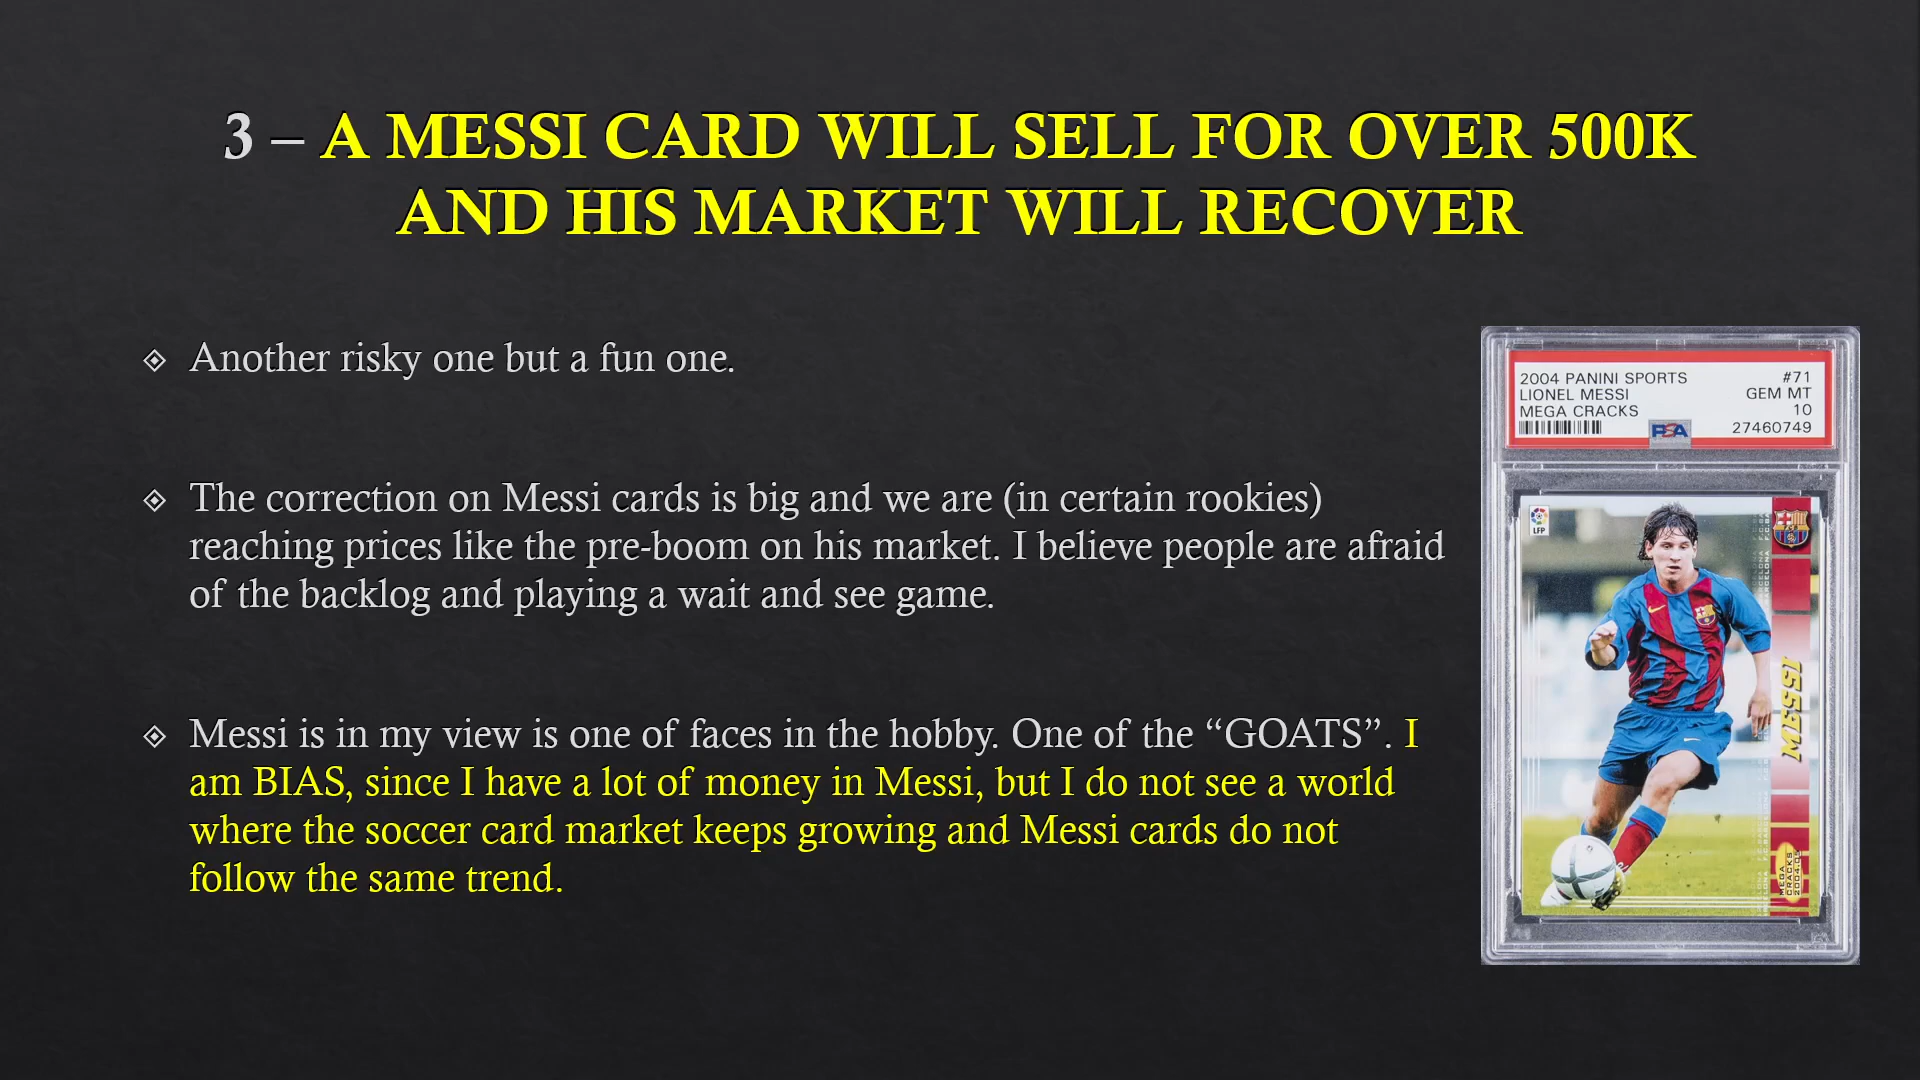 3 – A MESSI CARD WILL SELL FOR OVER 500K
AND HIS MARKET WILL RECOVER
Another risky one but a fun one.
The correction on Messi cards is big and we are (in certain rookies)
reaching prices like the pre-boom on his market. I believe people are afraid
of the backlog and playing a wait and see game.
Messi is in my view is one of faces in the hobby. One of the “GOATS”. I
am BIAS, since I have a lot of money in Messi, but I do not see a world
where the soccer card market keeps growing and Messi cards do not
follow the same trend.
2004 PANINI SPORTS #71
LIONEL MESSI GEM MT
MEGA CRACKS 10
PSA 27460749
LFP
MESSI
MEGA
CRACKS